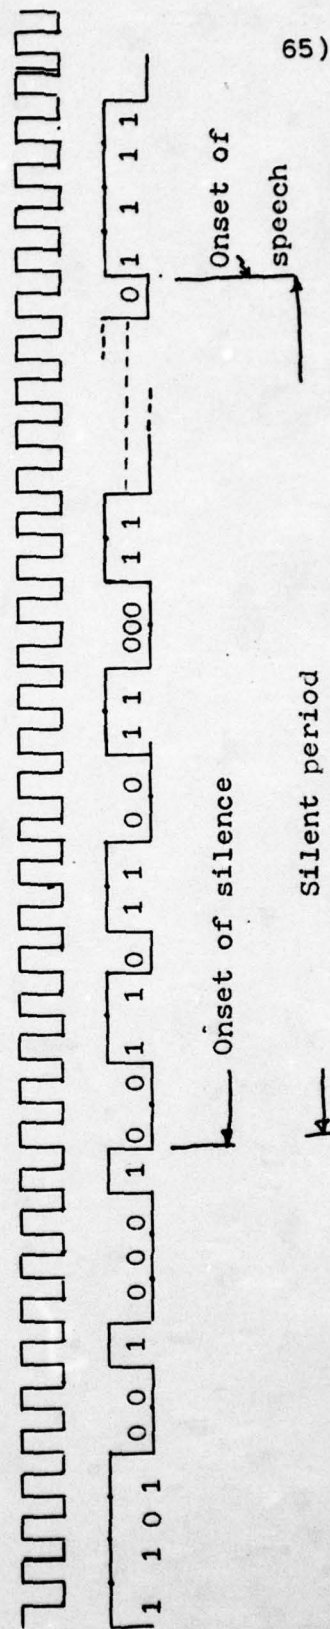 1 1 0 1 0 0 1 0 0 0 1 0 0 1 1 0 1 1 0 0 1 1 000 1 1 0 1 1 1 1
Onset of silence
Onset of
speech
Silent period
65)